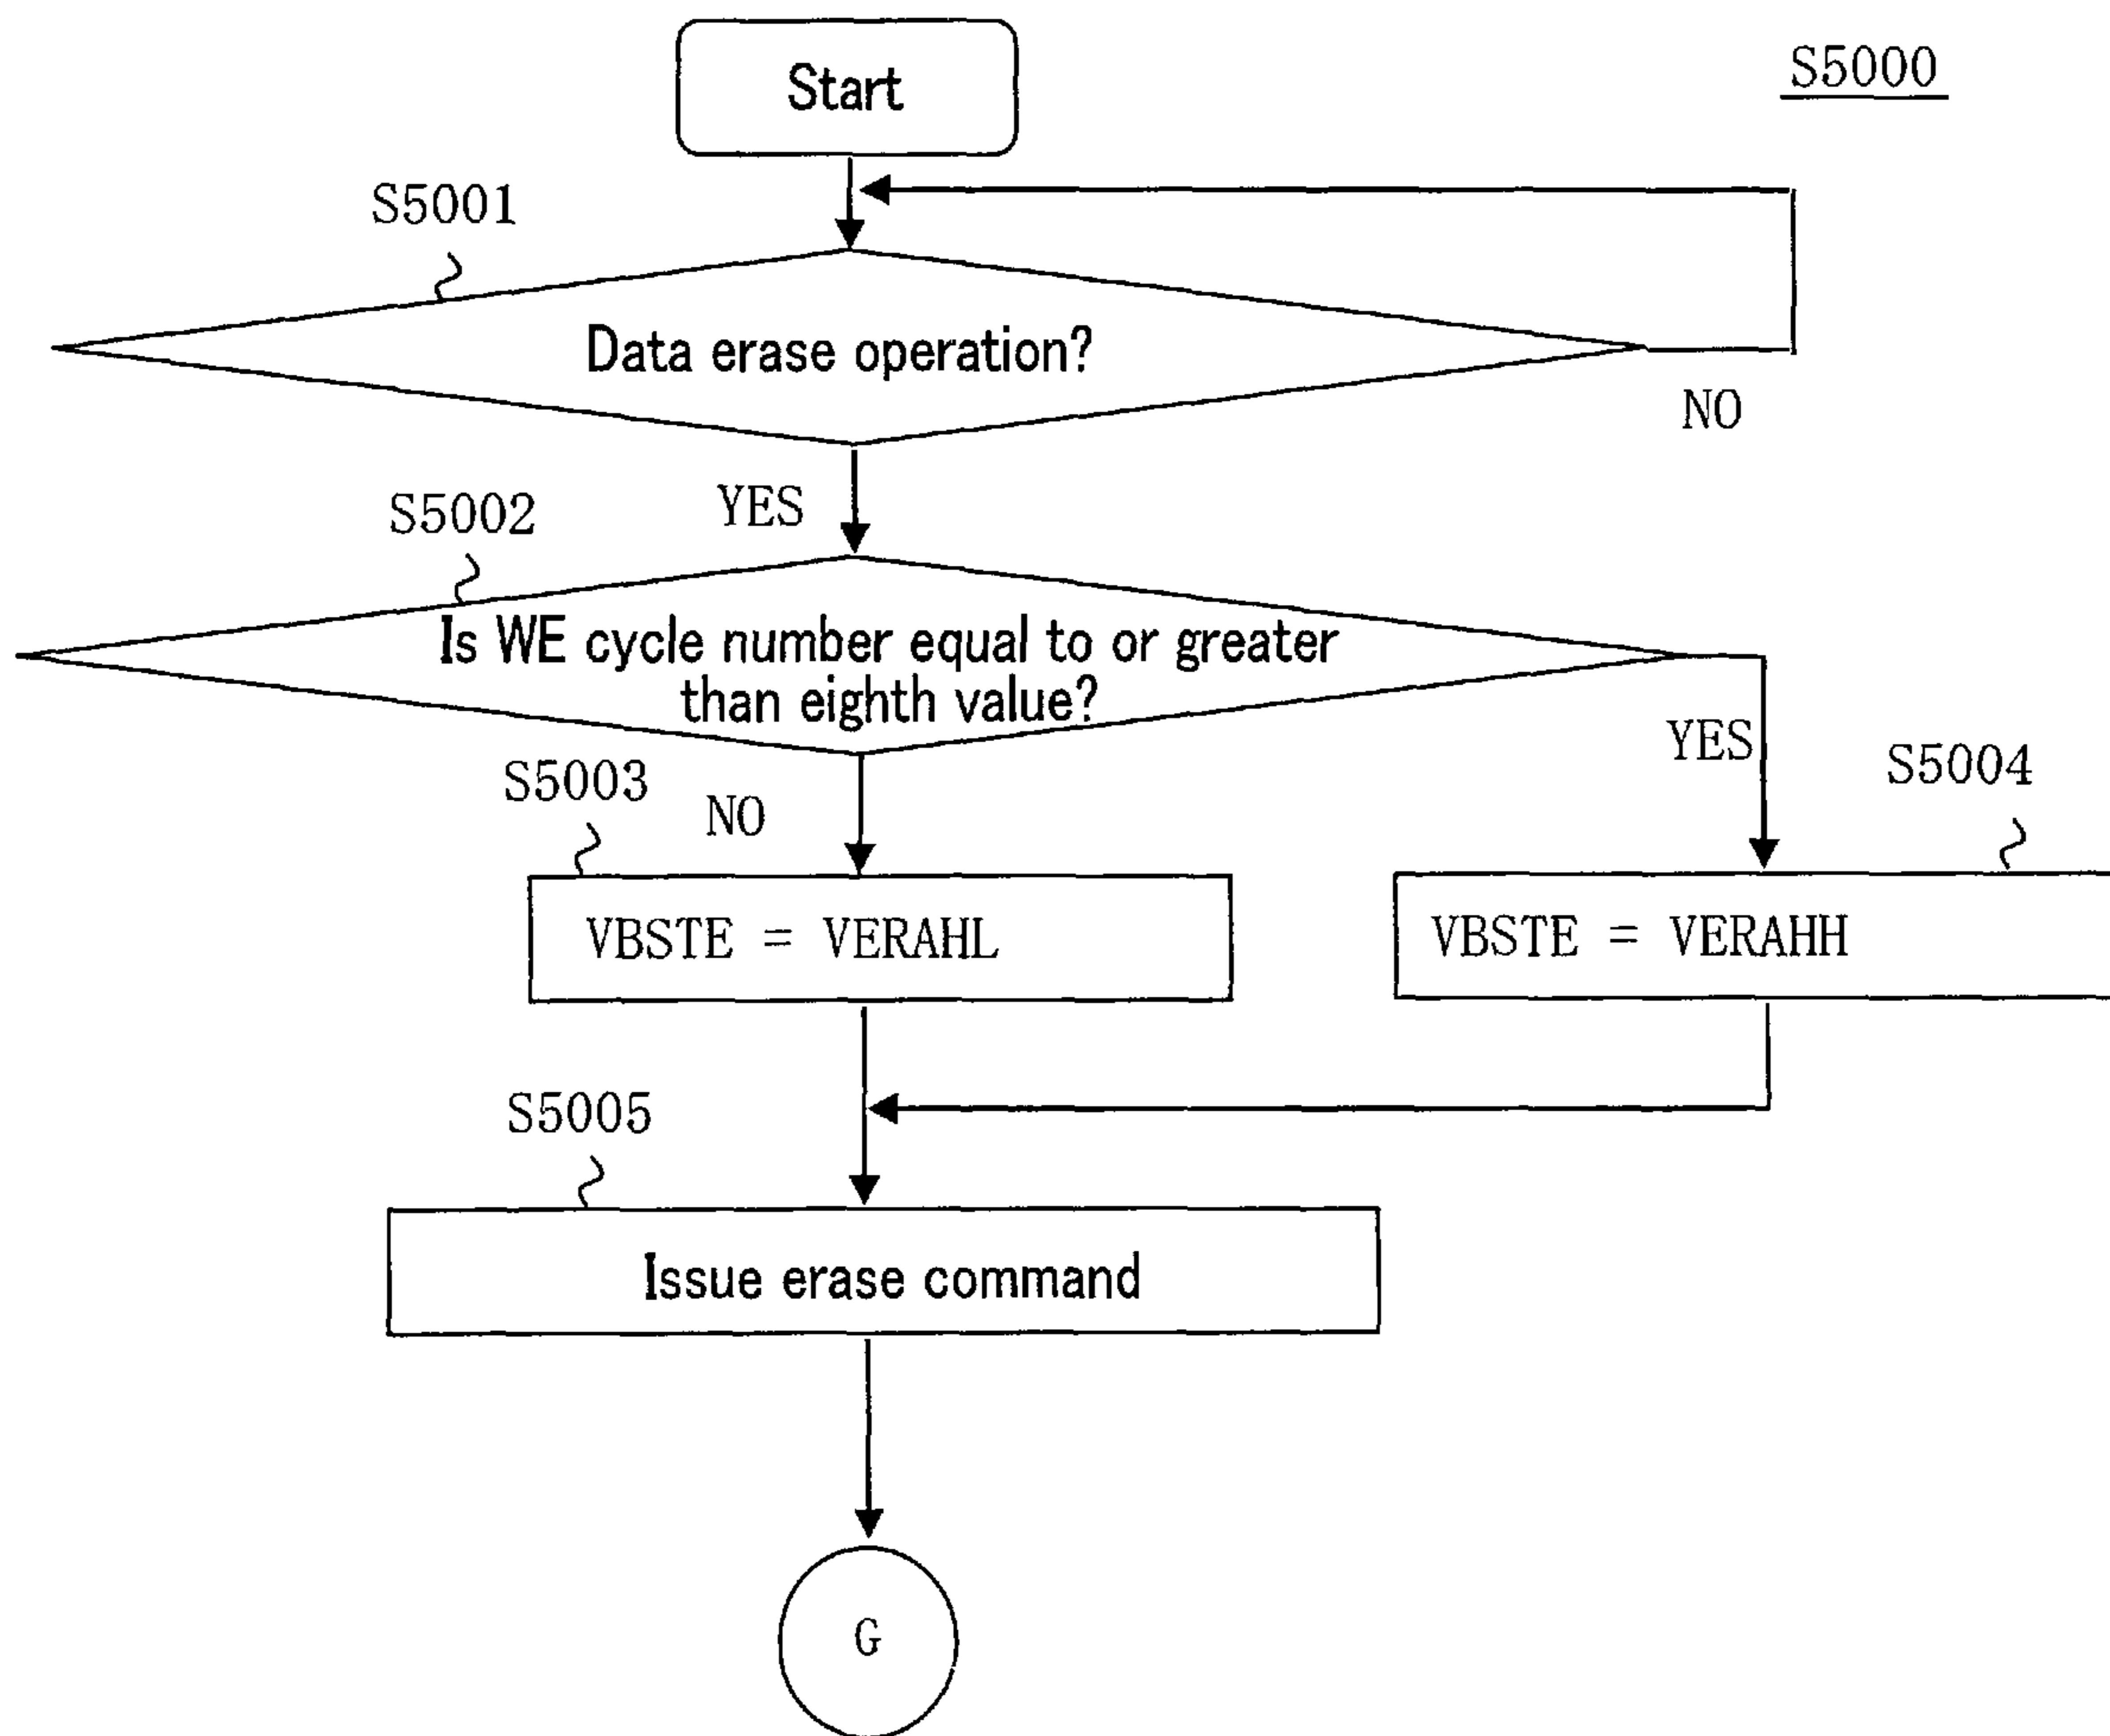 Start
S5000
S5001
Data erase operation?
NO
YES
S5002
Is WE cycle number equal to or greater
than eighth value?
YES
S5003
NO
S5004
VBSTE = VERAHL
VBSTE = VERAHH
S5005
Issue erase command
G